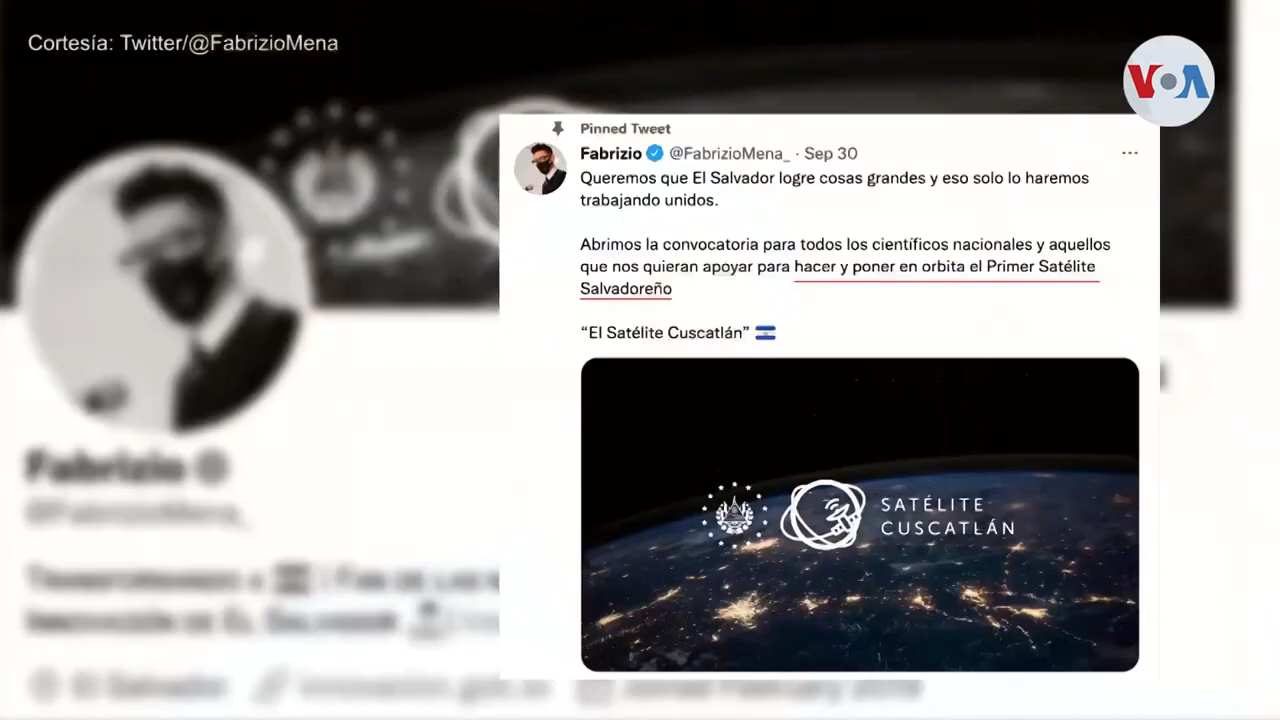 Cortesía: Twitter/@FabrizioMena
VOA
Pinned Tweet
Fabrizio @FabrizioMena_ · Sep 30
Queremos que El Salvador logre cosas grandes y eso solo lo haremos
trabajando unidos.
Abrimos la convocatoria para todos los científicos nacionales y aquellos
que nos quieran apoyar para hacer y poner en orbita el Primer Satélite
Salvadoreño
“El Satélite Cuscatlán”
SATÉLITE
CUSCATLÁN
Fabrizio